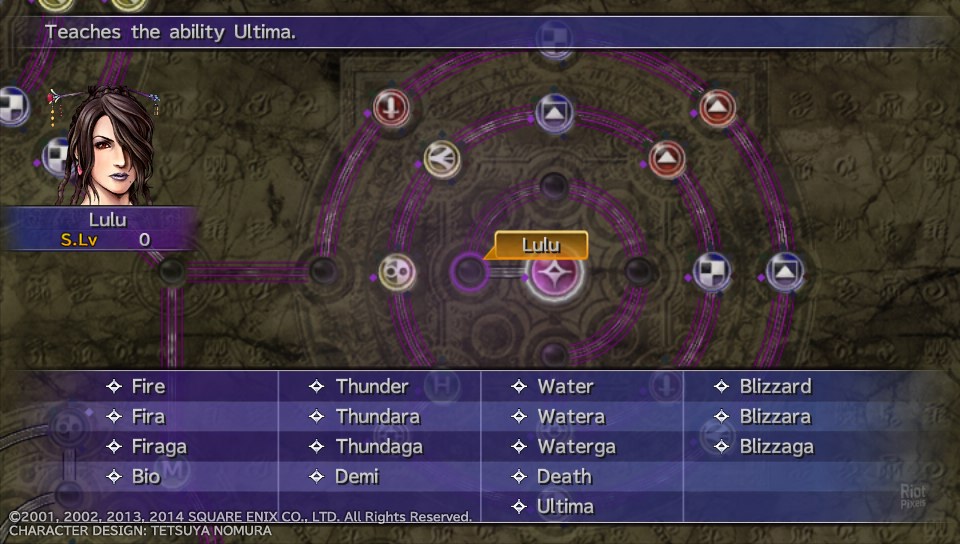 Teaches the ability Ultima.
Lulu
S.Lv 0
Lulu
Fire Thunder Water Blizzard
Fira Thundara Watera Blizzara
Firaga Thundaga Waterga Blizzaga
Bio Demi Death
Ultima
H
M
Riot
Pixels
©2001, 2002, 2013, 2014 SQUARE ENIX CO., LTD. All Rights Reserved.
CHARACTER DESIGN: TETSUYA NOMURA